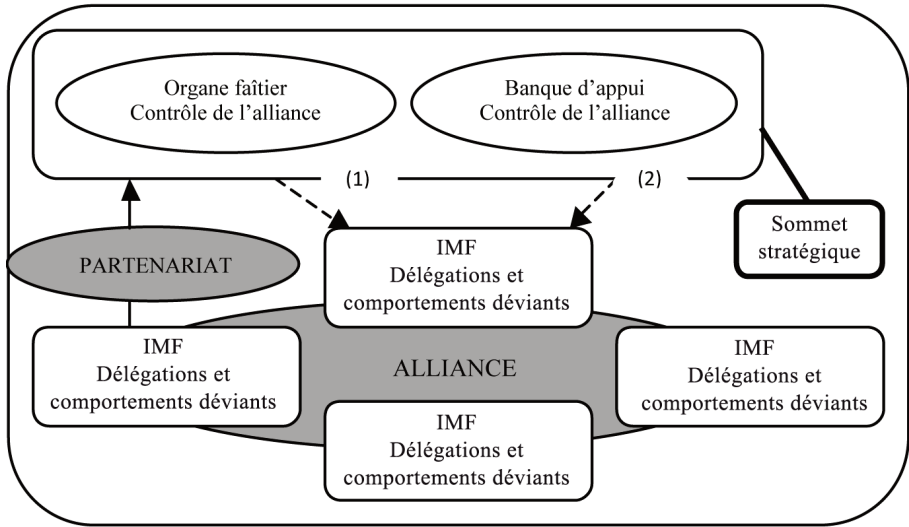 Organe faîtier
Contrôle de l’alliance
Banque d’appui
Contrôle de l’alliance
(1)
(2)
Sommet
stratégique
PARTENARIAT
IMF
Délégations et
comportements déviants
IMF
Délégations et
comportements déviants
ALLIANCE
IMF
Délégations et
comportements déviants
IMF
Délégations et
comportements déviants